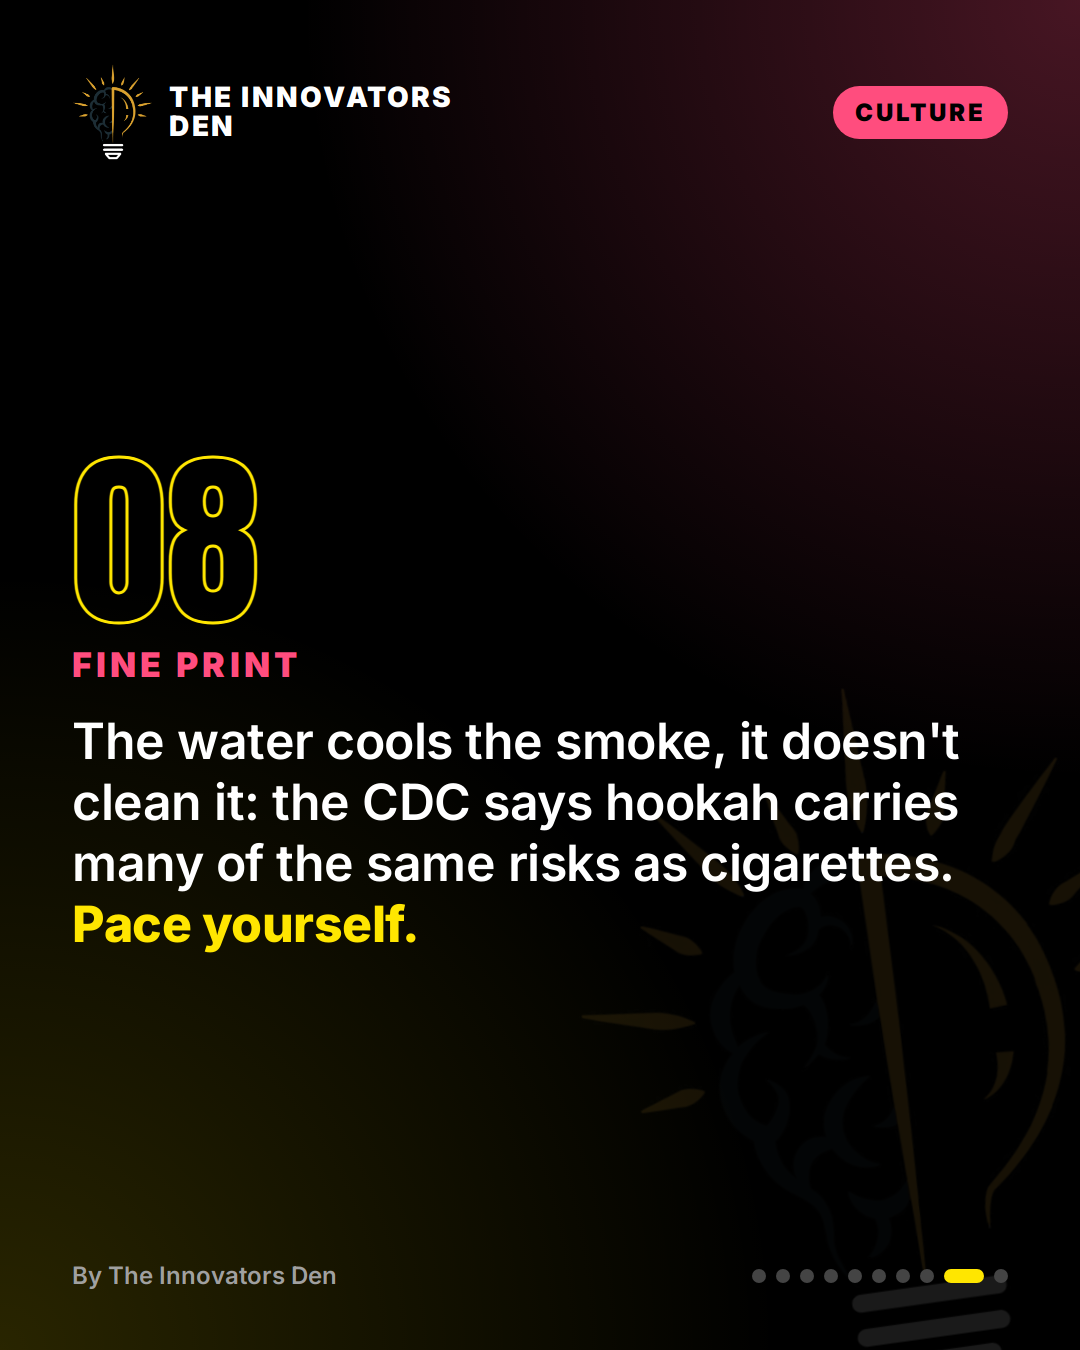 THE INNOVATORS
DEN
CULTURE
08
FINE PRINT
The water cools the smoke, it doesn't
clean it: the CDC says hookah carries
many of the same risks as cigarettes.
Pace yourself.
By The Innovators Den